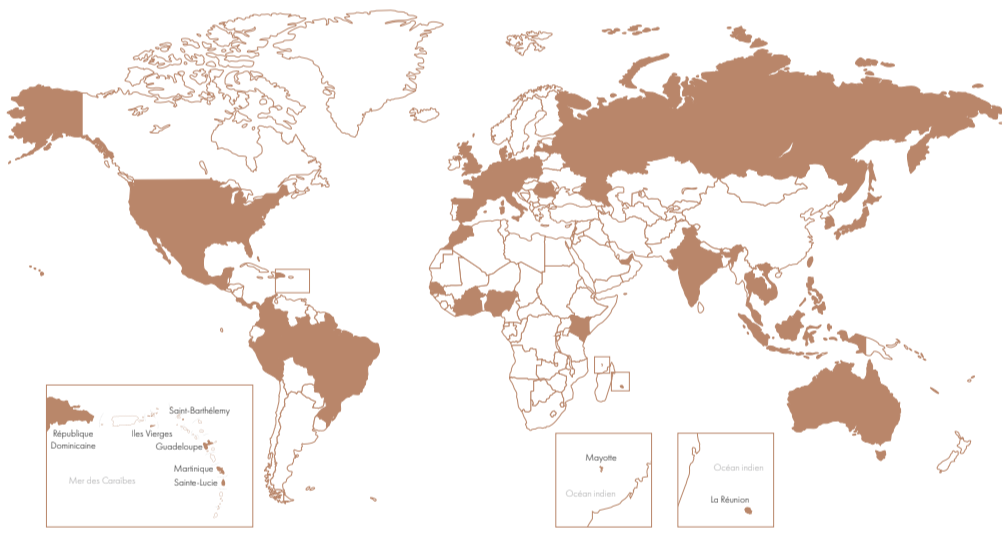 Saint-Barthélemy
République
Dominicaine
Iles Vierges
Guadeloupe
Martinique
Mer des Caraïbes
Sainte-Lucie
Mayotte
Océan indien
Océan indien
La Réunion